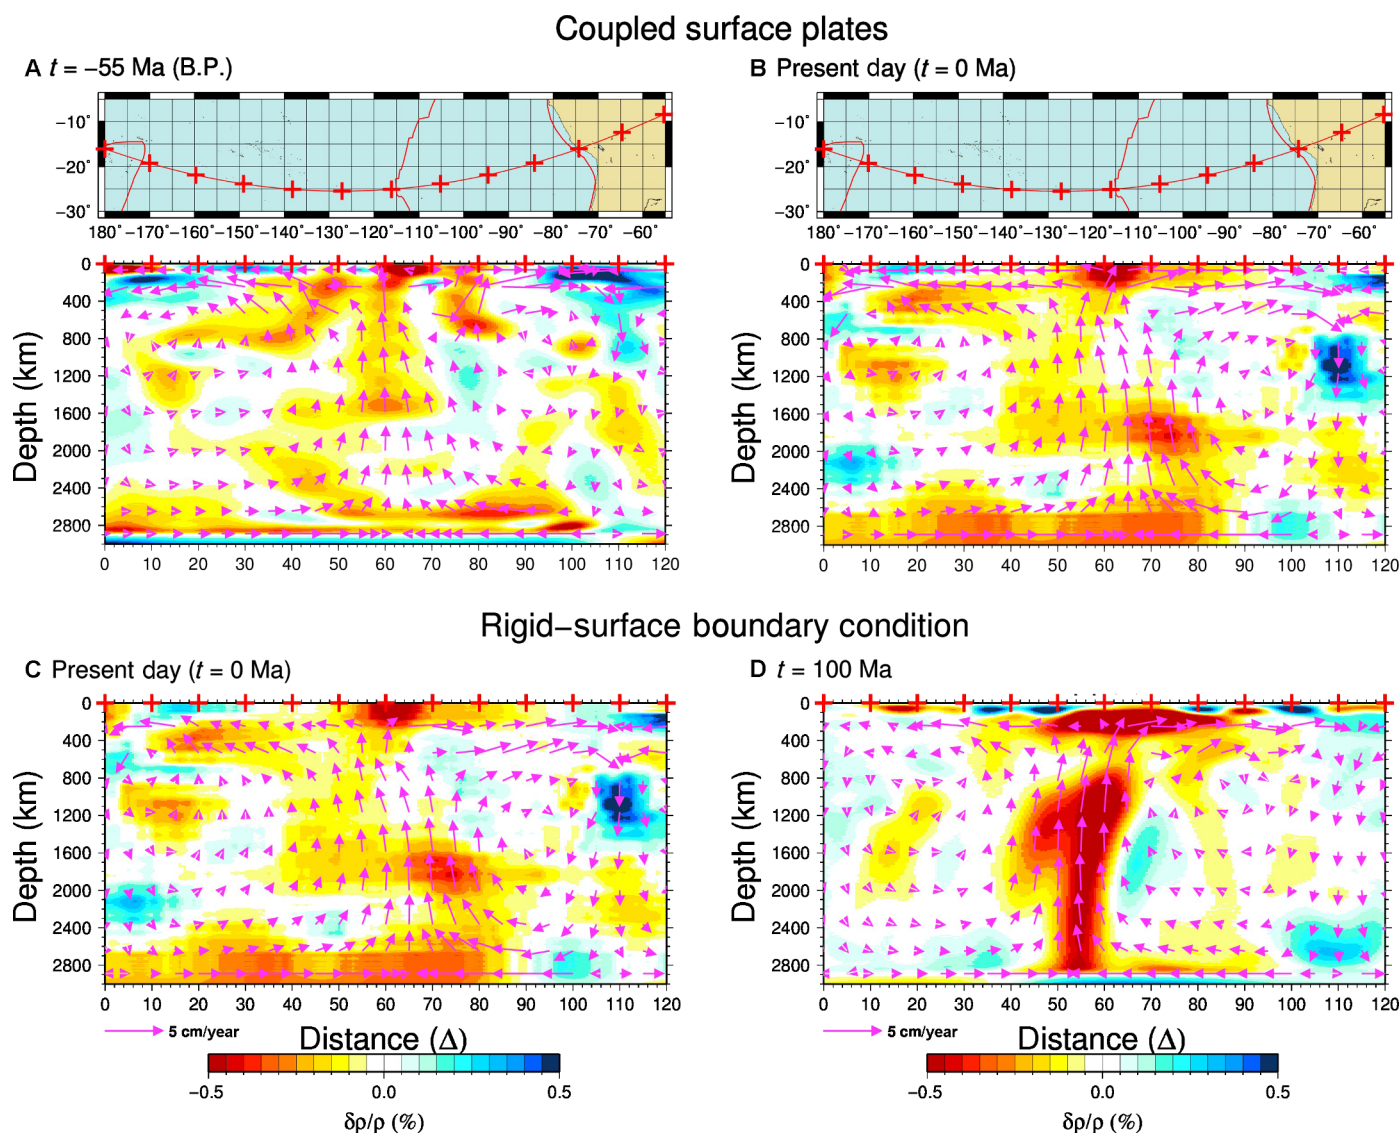 Coupled surface plates
A t = −55 Ma (B.P.)
B Present day (t = 0 Ma)
−10°
−20°
−30°
180° −170° −160° −150° −140° −130° −120° −110° −100° −90° −80° −70° −60°
−10°
−20°
−30°
180° −170° −160° −150° −140° −130° −120° −110° −100° −90° −80° −70° −60°
Depth (km)
0
400
800
1200
1600
2000
2400
2800
0 10 20 30 40 50 60 70 80 90 100 110 120
Depth (km)
0
400
800
1200
1600
2000
2400
2800
0 10 20 30 40 50 60 70 80 90 100 110 120
Rigid−surface boundary condition
C Present day (t = 0 Ma)
D t = 100 Ma
Depth (km)
0
400
800
1200
1600
2000
2400
2800
0 10 20 30 40 50 60 70 80 90 100 110 120
5 cm/year
Distance (Δ)
−0.5 0.0 0.5
δρ/ρ (%)
Depth (km)
0
400
800
1200
1600
2000
2400
2800
0 10 20 30 40 50 60 70 80 90 100 110 120
5 cm/year
Distance (Δ)
−0.5 0.0 0.5
δρ/ρ (%)